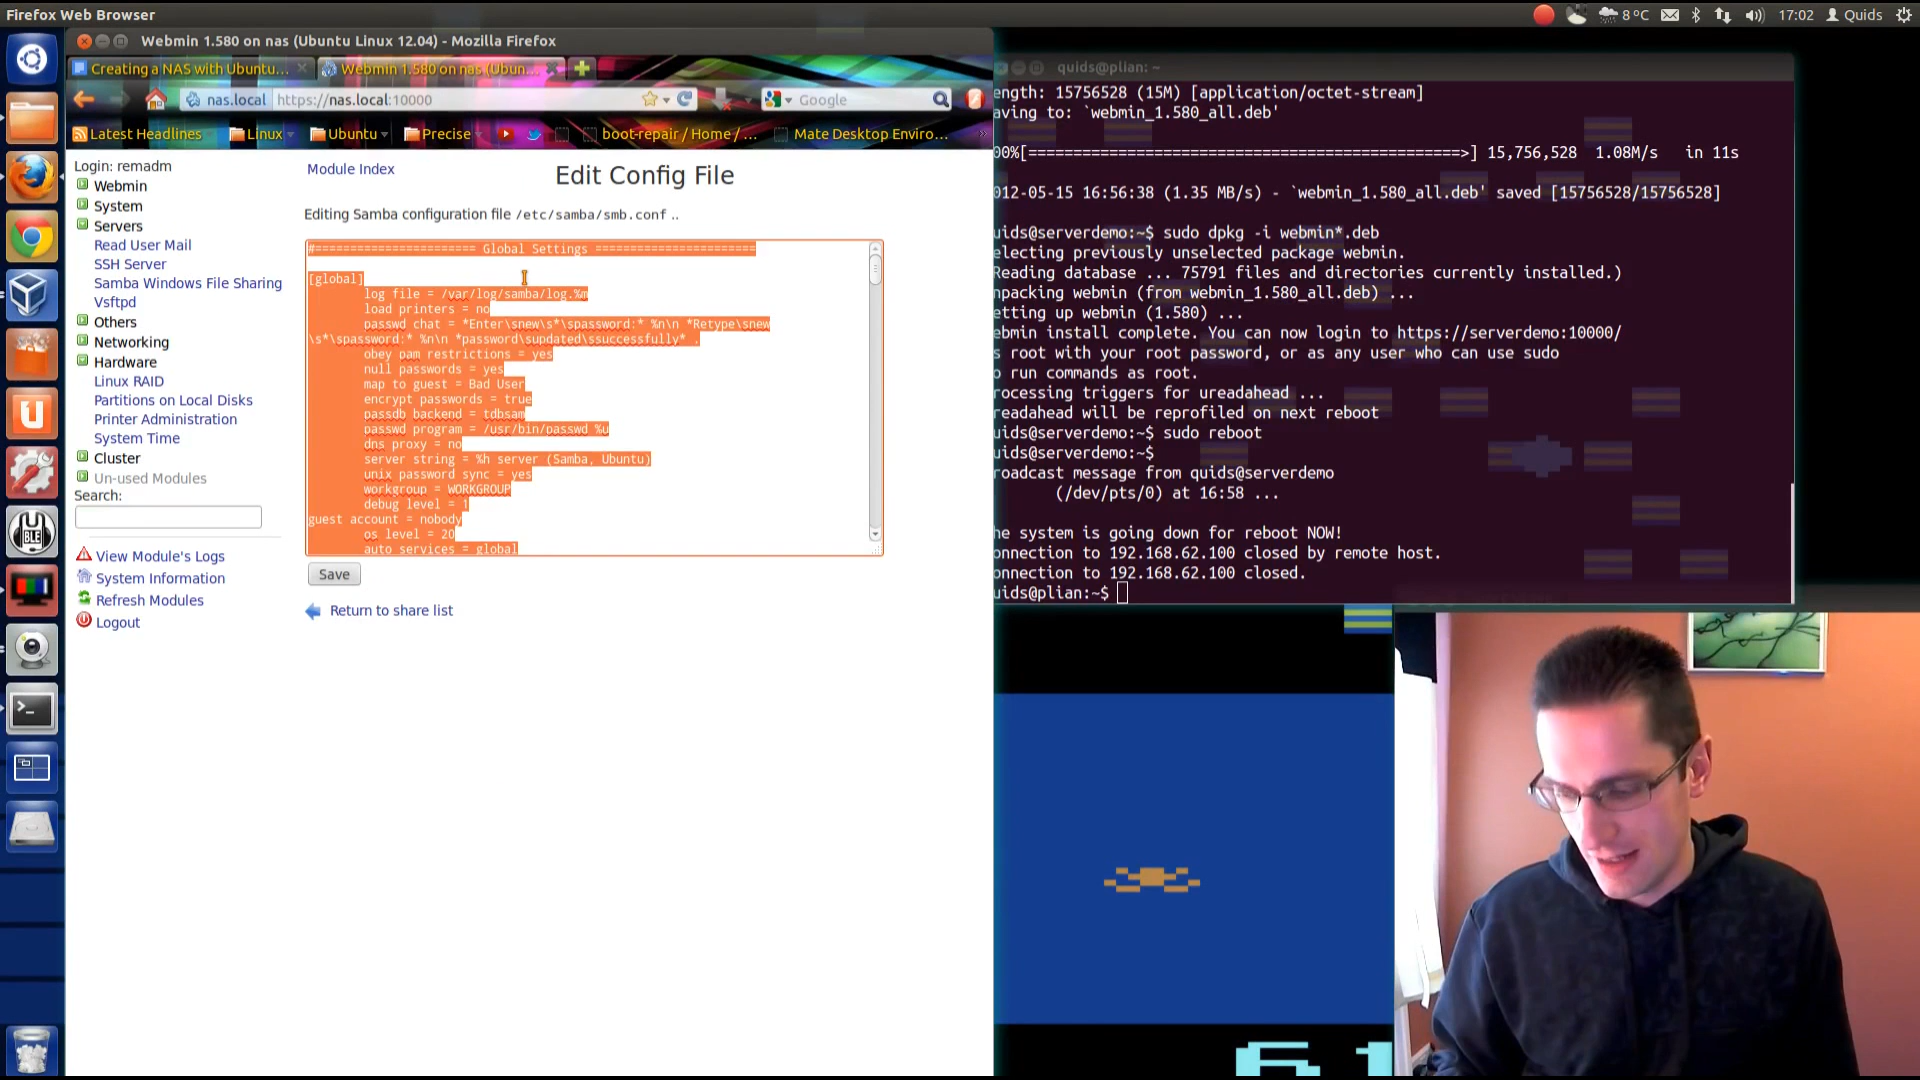 Firefox Web Browser
8 °C
17:02
Quids
Webmin 1.580 on nas (Ubuntu Linux 12.04) - Mozilla Firefox
Creating a NAS with Ubuntu...
Webmin 1.580 on nas (Ubun...
nas.local
https://nas.local:10000
Google
Latest Headlines
Linux
Ubuntu
Precise
boot-repair / Home / ...
Mate Desktop Enviro...
Login: remadm
Webmin
System
Servers
Read User Mail
SSH Server
Samba Windows File Sharing
Vsftpd
Others
Networking
Hardware
Linux RAID
Partitions on Local Disks
Printer Administration
System Time
Cluster
Un-used Modules
Search:
View Module's Logs
System Information
Refresh Modules
Logout
Module Index
Edit Config File
Editing Samba configuration file /etc/samba/smb.conf ..
#======================= Global Settings =======================
[global]
log file = /var/log/samba/log.%m
load printers = no
passwd chat = *Enter\snew\s*\spassword:* %n\n *Retype\snew
\s*\spassword:* %n\n *password\supdated\ssuccessfully* .
obey pam restrictions = yes
null passwords = yes
map to guest = Bad User
encrypt passwords = true
passdb backend = tdbsam
passwd program = /usr/bin/passwd %u
dns proxy = no
server string = %h server (Samba, Ubuntu)
unix password sync = yes
workgroup = WORKGROUP
debug level = 1
guest account = nobody
os level = 20
auto services = global
Save
Return to share list
quids@plian: ~
ength: 15756528 (15M) [application/octet-stream]
aving to: `webmin_1.580_all.deb'
00%[==============================================>] 15,756,528 1.08M/s in 11s
012-05-15 16:56:38 (1.35 MB/s) - `webmin_1.580_all.deb' saved [15756528/15756528]
uids@serverdemo:~$ sudo dpkg -i webmin*.deb
electing previously unselected package webmin.
Reading database ... 75791 files and directories currently installed.)
npacking webmin (from webmin_1.580_all.deb) ...
etting up webmin (1.580) ...
ebmin install complete. You can now login to https://serverdemo:10000/
s root with your root password, or as any user who can use sudo
o run commands as root.
rocessing triggers for ureadahead ...
readahead will be reprofiled on next reboot
uids@serverdemo:~$ sudo reboot
uids@serverdemo:~$
roadcast message from quids@serverdemo
(/dev/pts/0) at 16:58 ...
he system is going down for reboot NOW!
onnection to 192.168.62.100 closed by remote host.
onnection to 192.168.62.100 closed.
uids@plian:~$